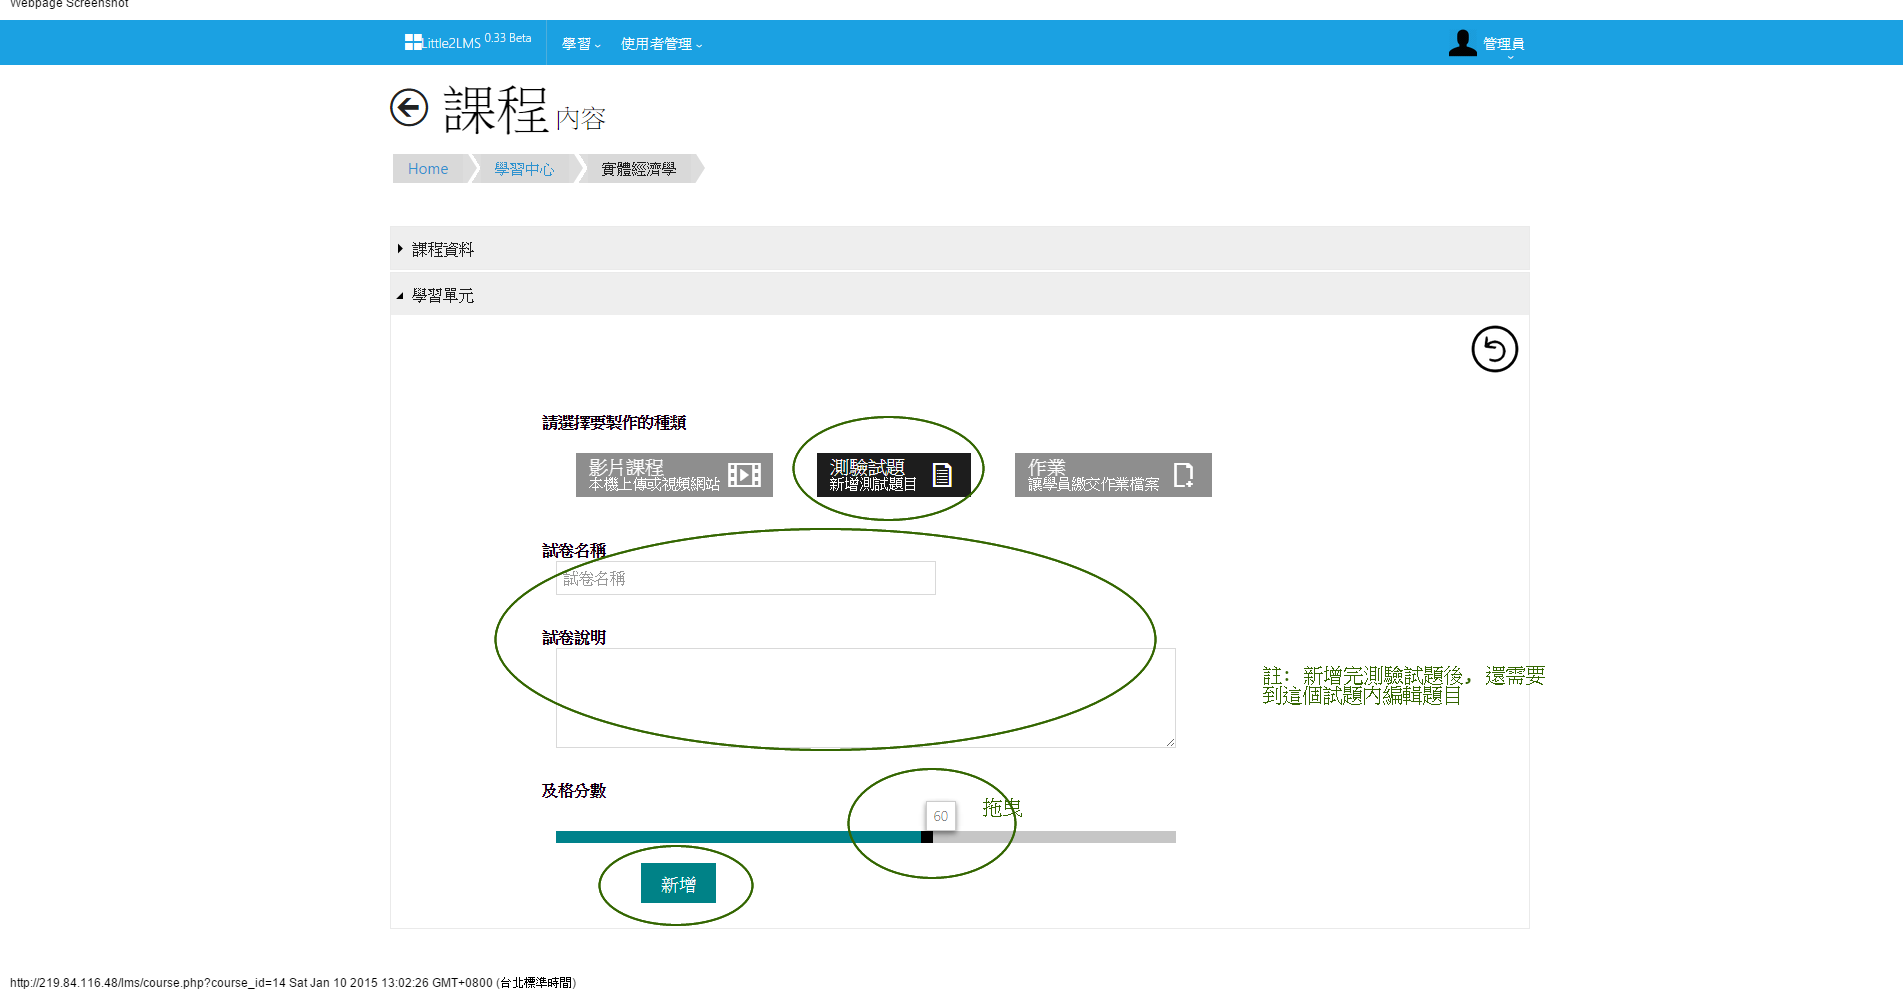 Webpage Screenshot
Little2LMS 0.33 Beta
學習
使用者管理
管理員
課程 內容
Home
學習中心
實體經濟學
課程資料
學習單元
請選擇要製作的種類
影片課程
本機上傳或視頻網站
測驗試題
新增測試題目
作業
讓學員繳交作業檔案
試卷名稱
試卷名稱
試卷說明
註: 新增完測驗試題後, 還需要
到這個試題內編輯題目
及格分數
60
拖曳
新增
http://219.84.116.48/lms/course.php?course_id=14 Sat Jan 10 2015 13:02:26 GMT+0800 (台北標準時間)